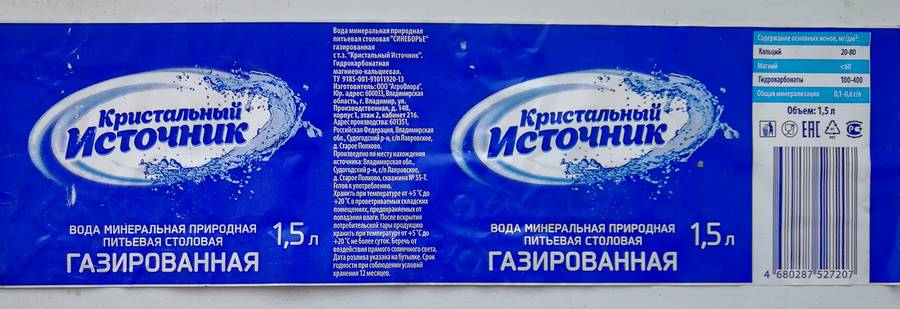 Кристальный
Источник
ВОДА МИНЕРАЛЬНАЯ ПРИРОДНАЯ
ПИТЬЕВАЯ СТОЛОВАЯ
ГАЗИРОВАННАЯ
1,5 л
Вода минеральная природная
питьевая столовая "СИНЕБОРЬЕ"
газированная
с т.з. "Кристальный Источник".
Гидрокарбонатная
магниево-кальциевая.
ТУ 9185-001-91011920-13
Изготовитель: ООО "АгроФлора".
Юр. адрес: 600033, Владимирская
область, г. Владимир, ул.
Производственная, д. 14В,
корпус 1, этаж 2, кабинет 216.
Адрес производства: 601351,
Российская Федерация, Владимирская
обл., Судогодский р-н, с/п Лавровское,
д. Старое Полхово.
Произведено по месту нахождения
источника: Владимирская обл.,
Судогодский р-н, с/п Лавровское,
д. Старое Полхово, скважина № 55-Т.
Готов к употреблению.
Хранить при температуре от +5˚С до
+20˚С в проветриваемых складских
помещениях, предохраняемых от
попадания влаги. После вскрытия
потребительской тары продукцию
хранить при температуре от +5˚С до
+20˚С не более суток. Беречь от
воздействия прямого солнечного света.
Дата розлива указана на бутылке. Срок
годности при соблюдении условий
хранения 12 месяцев.
Кристальный
Источник
ВОДА МИНЕРАЛЬНАЯ ПРИРОДНАЯ
ПИТЬЕВАЯ СТОЛОВАЯ
ГАЗИРОВАННАЯ
1,5 л
Содержание основных ионов, мг/дм³:
Кальций 20-80
Магний <60
Гидрокарбонаты 100-400
Общая минерализация 0,1-0,6 г/л
Объем: 1,5 л
EAC
PET
4 680287 527207